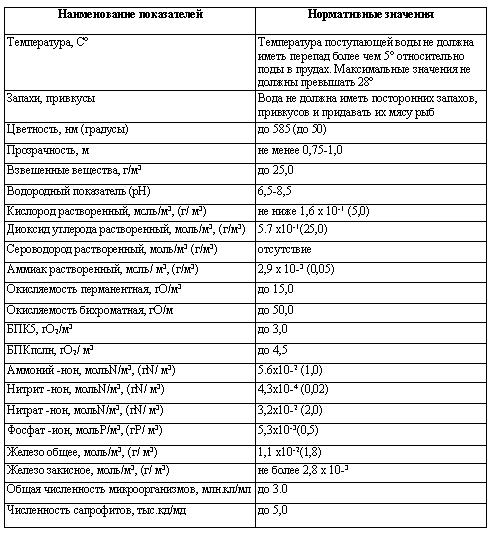 Наименование показателей Нормативные значения
Температура, С° Температура поступающей воды не должна
иметь перепад более чем 5° относительно
поды в прудах. Максимальные значения не
должны превышать 28°
Запахи, привкусы Вода не должна иметь посторонних запахов,
привкусов и придавать их мясу рыб
Цветность, нм (градусы) до 585 (до 50)
Прозрачность, м не менее 0,75-1,0
Взвешенные вещества, г/м³ до 25,0
Водородный показатель (рН) 6,5-8,5
Кислород растворенный, мсль/м³, (г/ м³) не ниже 1,6 х 10-¹ (5,0)
Диоксид углерода растворенный, моль/м³, (г/м³) 5.7 х10-¹(25,0)
Сероводород растворенный, моль/м³ (г/м³) отсутствие
Аммиак растворенный, мсль/ м³, (г/м³) 2,9 х 10-³ (0,05)
Окисляемость перманентная, гО/м³ до 15,0
Окисляемость бихроматная, гО/м до 50,0
БПК5, гО₂/м³ до 3,0
БПКпслн, гО₂/ м³ до 4,5
Аммоний -ион, мольN/м³, (гN/ м³) 5.6х10-² (1,0)
Нитрит -ион, мольN/м³, (гN/ м³) 4,3х10-⁴ (0,02)
Нитрат -ион, мольN/м³, (гN/ м³) 3,2х10-² (2,0)
Фосфат -ион, мольР/м³, (гР/ м³) 5,3х10-³(0,5)
Железо общее, моль/м³, (г/ м³) 1,1 х10-²(1,8)
Железо закисное, моль/м³, (г/ м³) не более 2,8 х 10-³
Общая численность микроорганизмов, млн.кл/мл до 3.0
Численность сапрофитов, тыс.кд/мд до 5,0